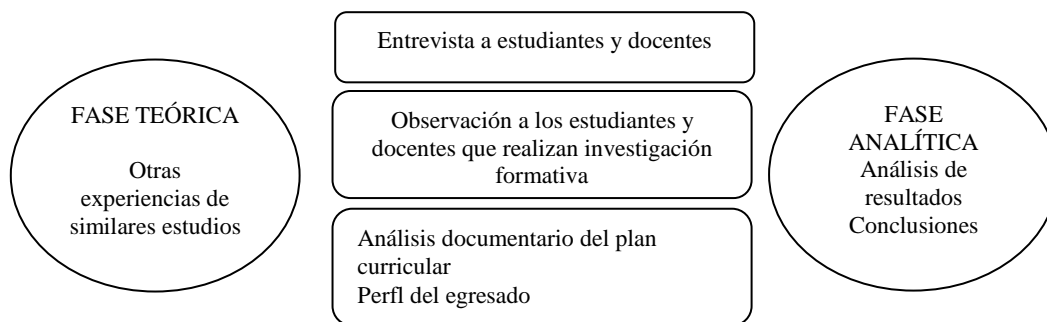 FASE TEÓRICA
Otras
experiencias de
similares estudios
Entrevista a estudiantes y docentes
Observación a los estudiantes y
docentes que realizan investigación
formativa
Análisis documentario del plan
curricular
Perfl del egresado
FASE
ANALÍTICA
Análisis de
resultados
Conclusiones